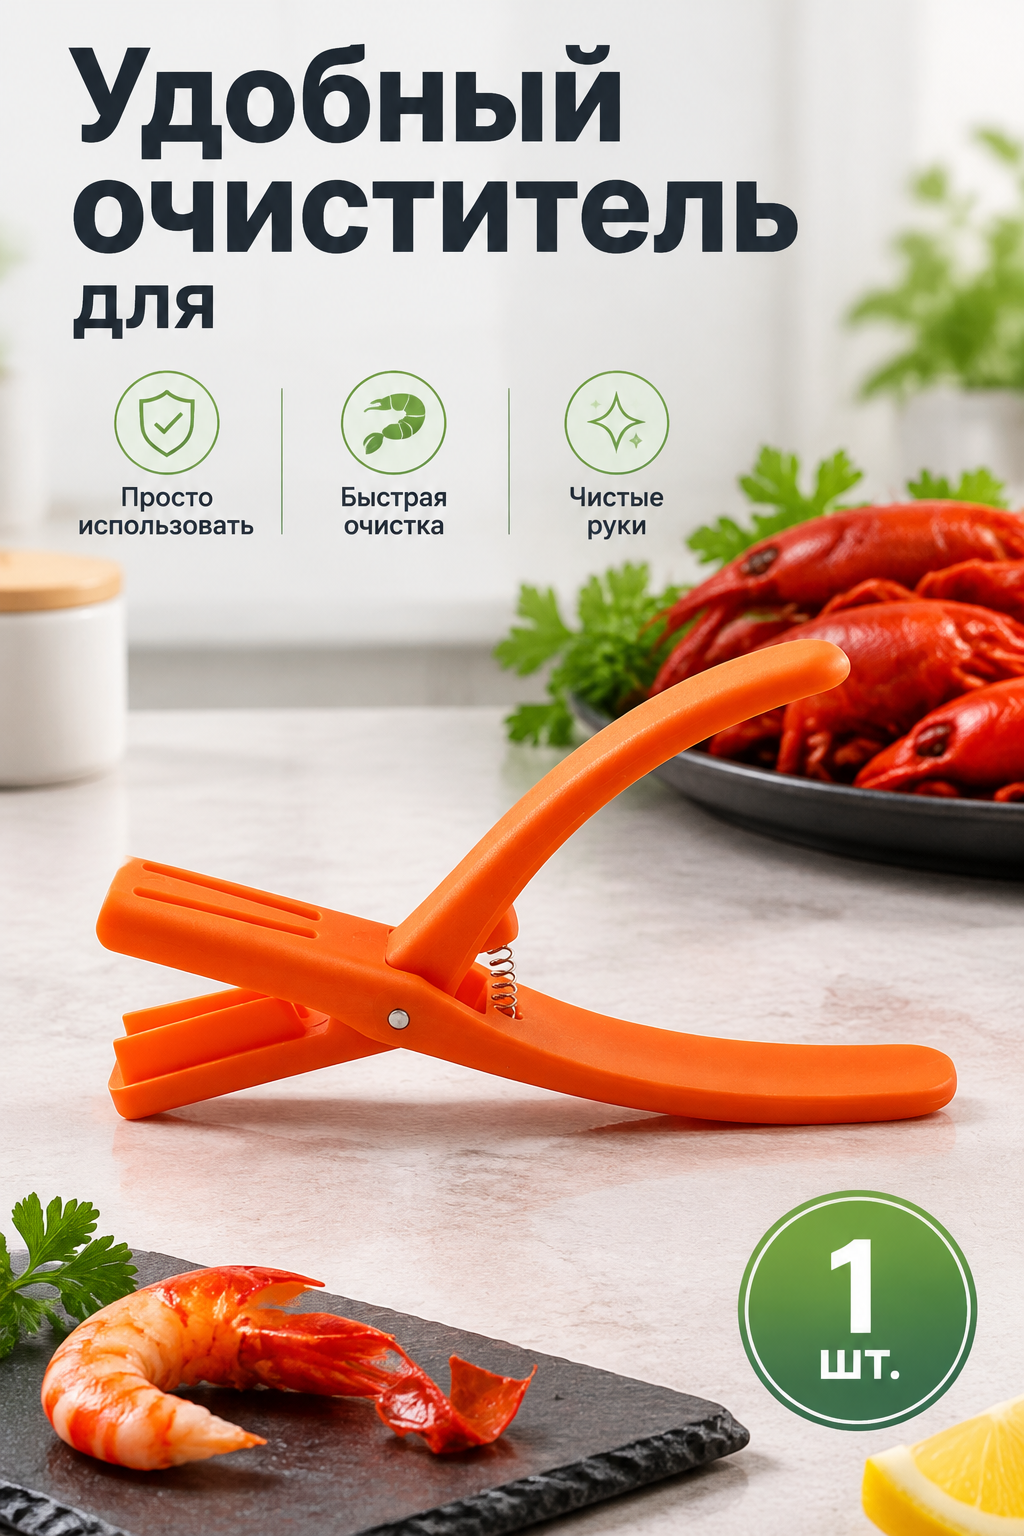 Удобный
очиститель
для
Просто
использовать
Быстрая
очистка
Чистые
руки
1
шт.